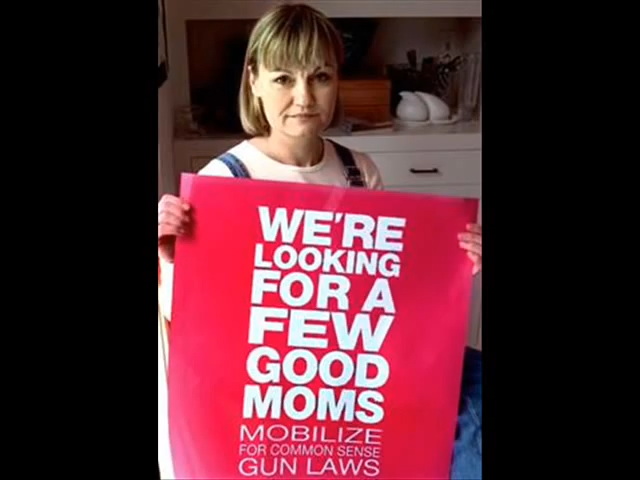 WE'RE
LOOKING
FOR A
FEW
GOOD
MOMS
MOBILIZE
FOR COMMON SENSE
GUN LAWS